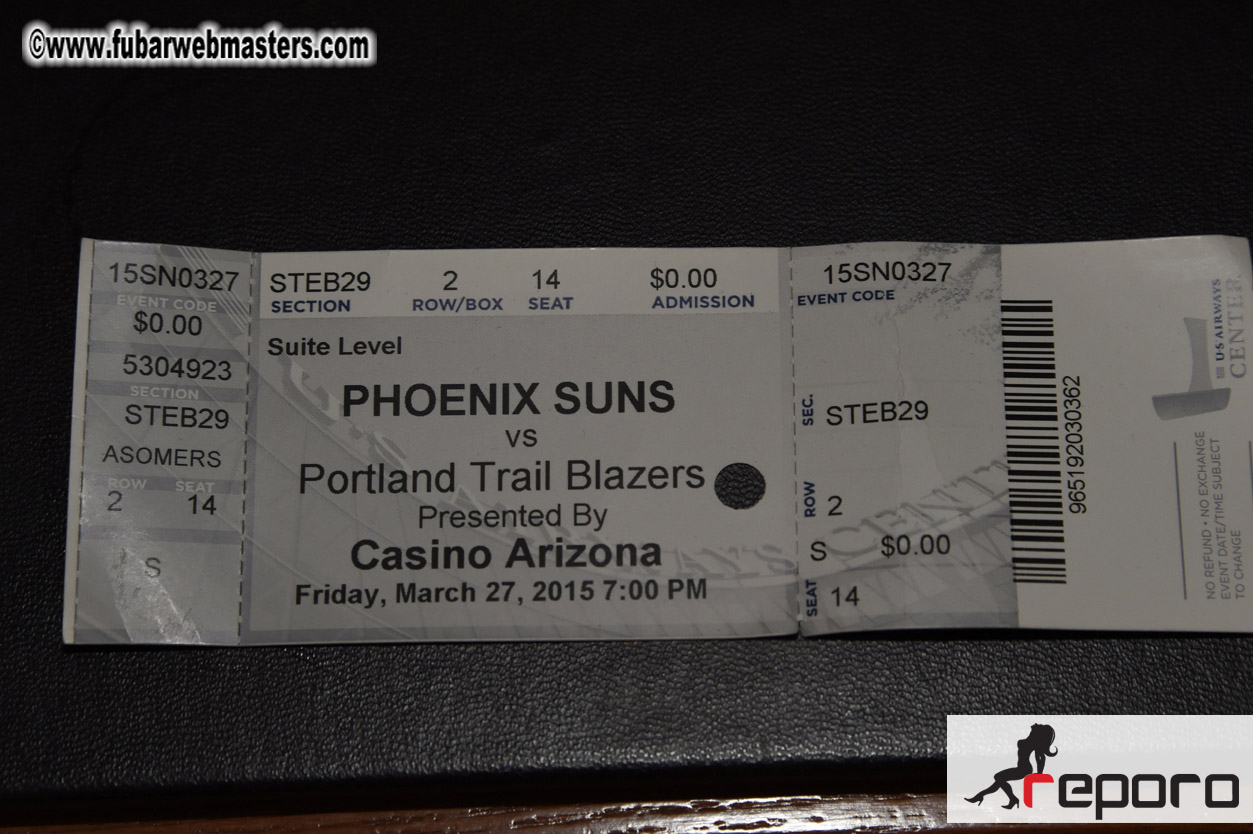 ©www.fubarwebmasters.com
15SN0327
EVENT CODE
$0.00
5304923
SECTION
STEB29
ASOMERS
ROW SEAT
2 14
S
STEB29 2 14 $0.00
SECTION ROW/BOX SEAT ADMISSION
Suite Level
PHOENIX SUNS
VS
Portland Trail Blazers
Presented By
Casino Arizona
Friday, March 27, 2015 7:00 PM
15SN0327
EVENT CODE
SEC. STEB29
ROW 2
S $0.00
SEAT 14
965192030362
US AIRWAYS
CENTER
NO REFUND • NO EXCHANGE
EVENT DATE/TIME SUBJECT
TO CHANGE
reporo